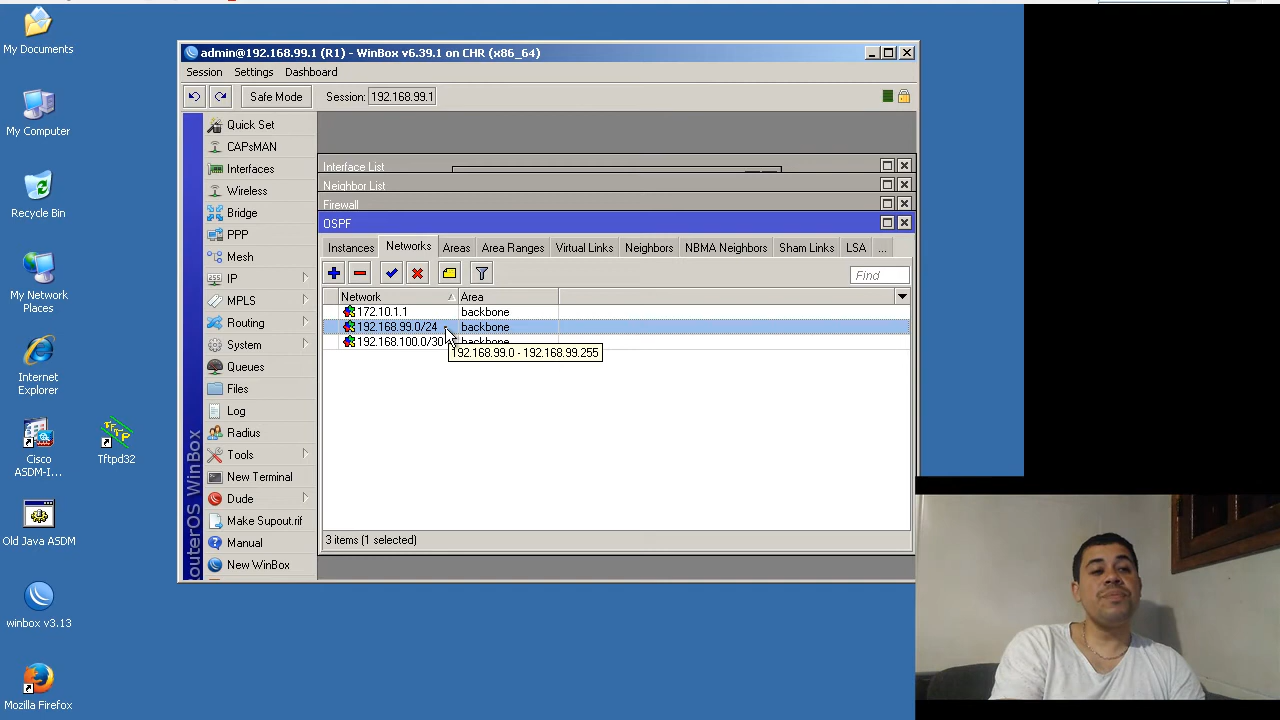 My Documents
My Computer
Recycle Bin
My Network
Places
Internet
Explorer
Cisco
ASDM-I...
Tftpd32
Old Java ASDM
winbox v3.13
Mozilla Firefox
admin@192.168.99.1 (R1) - WinBox v6.39.1 on CHR (x86_64)
Session Settings Dashboard
Safe Mode Session: 192.168.99.1
Quick Set
CAPsMAN
Interfaces
Wireless
Bridge
PPP
Mesh
IP
MPLS
Routing
System
Queues
Files
Log
Radius
Tools
New Terminal
Dude
Make Supout.rif
Manual
New WinBox
RouterOS WinBox
Interface List
Neighbor List
Firewall
OSPF
Instances Networks Areas Area Ranges Virtual Links Neighbors NBMA Neighbors Sham Links LSA ...
Find
Network Area
172.10.1.1 backbone
192.168.99.0/24 backbone
192.168.100.0/30 backbone
192.168.99.0 - 192.168.99.255
3 items (1 selected)